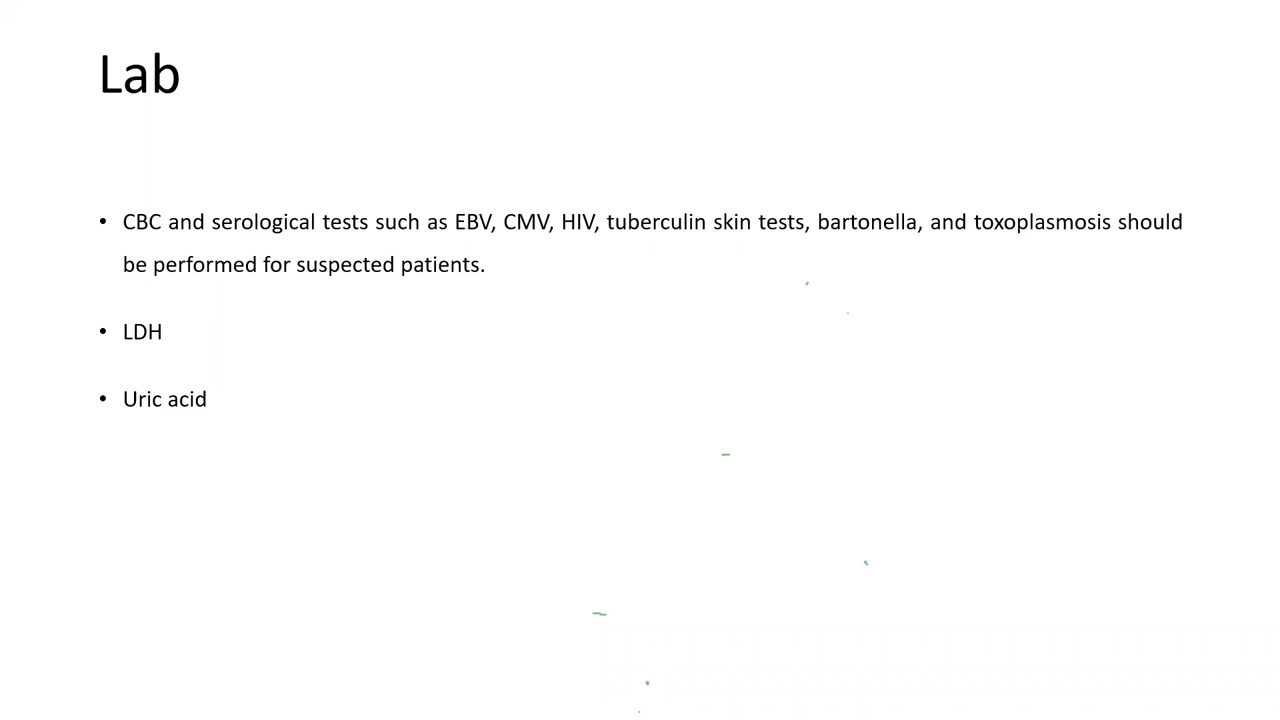 Lab
• CBC and serological tests such as EBV, CMV, HIV, tuberculin skin tests, bartonella, and toxoplasmosis should
be performed for suspected patients.
• LDH
• Uric acid